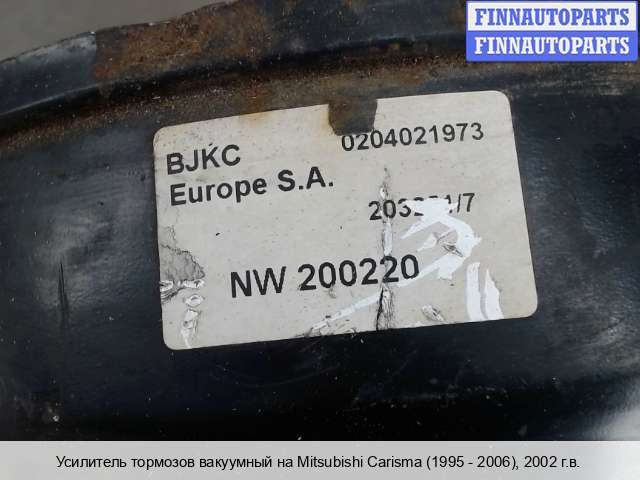 FINNAUTOPARTS
FINNAUTOPARTS
BJKC
0204021973
Europe S.A.
NW 200220
Усилитель тормозов вакуумный на Mitsubishi Carisma (1995 - 2006), 2002 г.в.